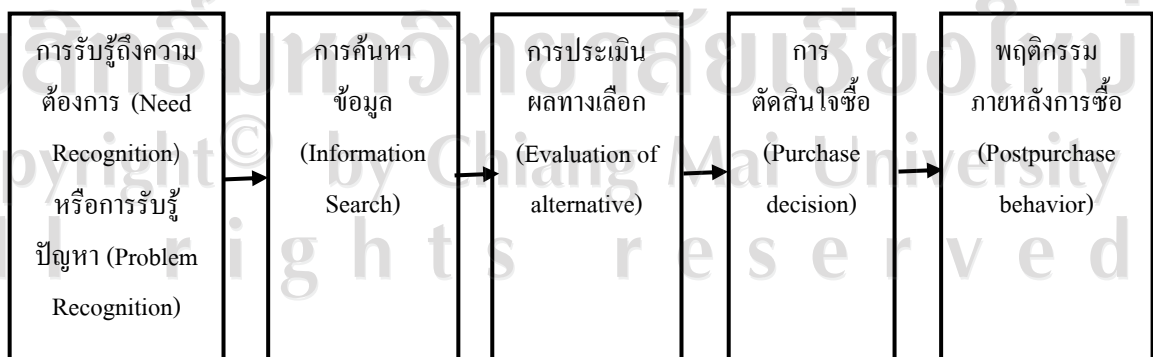 การรับรู้ถึงความ
ต้องการ (Need
Recognition)
หรือการรับรู้
ปัญหา (Problem
Recognition)
การค้นหา
ข้อมูล
(Information
Search)
การประเมิน
ผลทางเลือก
(Evaluation of
alternative)
การ
ตัดสินใจซื้อ
(Purchase
decision)
พฤติกรรม
ภายหลังการซื้อ
(Postpurchase
behavior)
ลิขสิทธิ์มหาวิทยาลัยเชียงใหม่
opyright© by Chiang Mai University
ll rights reserved